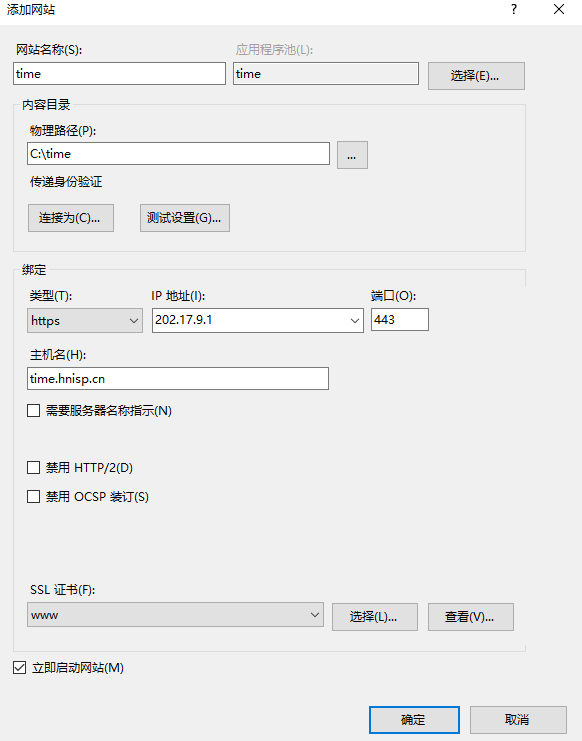 添加网站
?
网站名称(S):
应用程序池(L):
time
time
选择(E)...
内容目录
物理路径(P):
C:\time
...
传递身份验证
连接为(C)...
测试设置(G)...
绑定
类型(T):
IP 地址(I):
端口(O):
https
202.17.9.1
443
主机名(H):
time.hnisp.cn
需要服务器名称指示(N)
禁用 HTTP/2(D)
禁用 OCSP 装订(S)
SSL 证书(F):
www
选择(L)...
查看(V)...
立即启动网站(M)
确定
取消